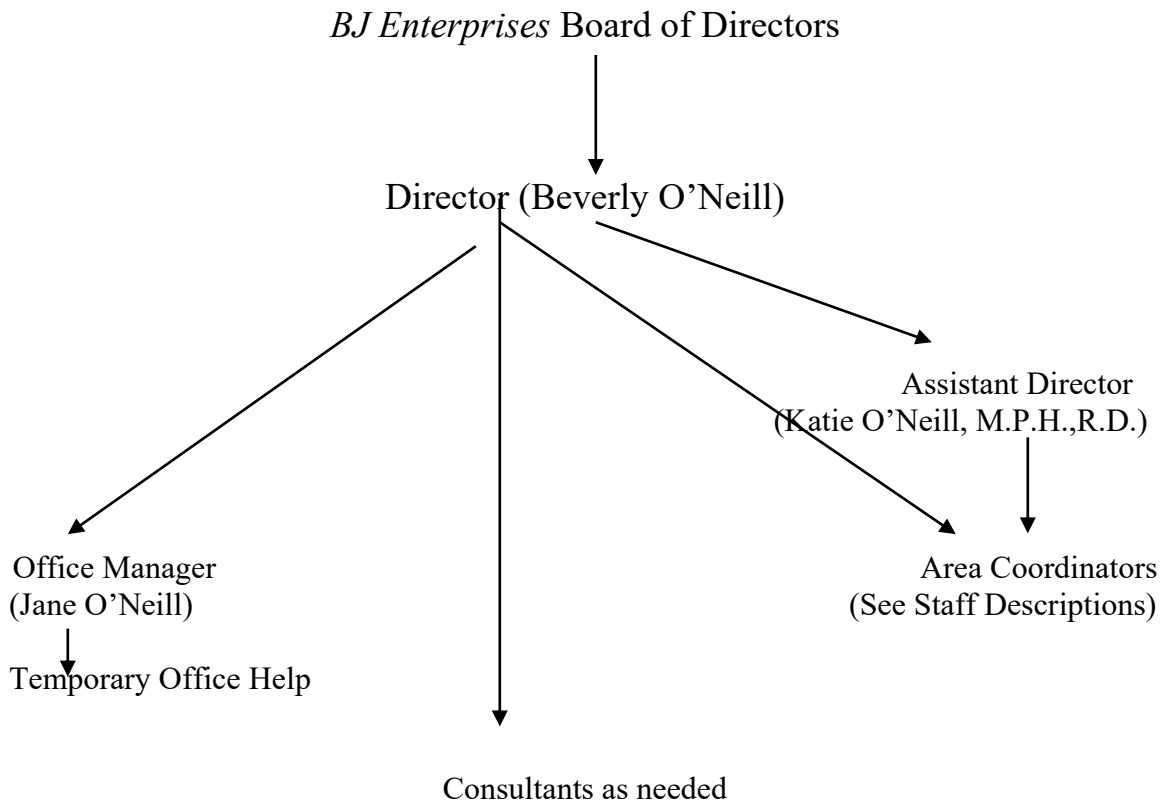 BJ Enterprises Board of Directors
Director (Beverly O’Neill)
Assistant Director
(Katie O’Neill, M.P.H.,R.D.)
Office Manager
(Jane O’Neill)
Area Coordinators
(See Staff Descriptions)
Temporary Office Help
Consultants as needed